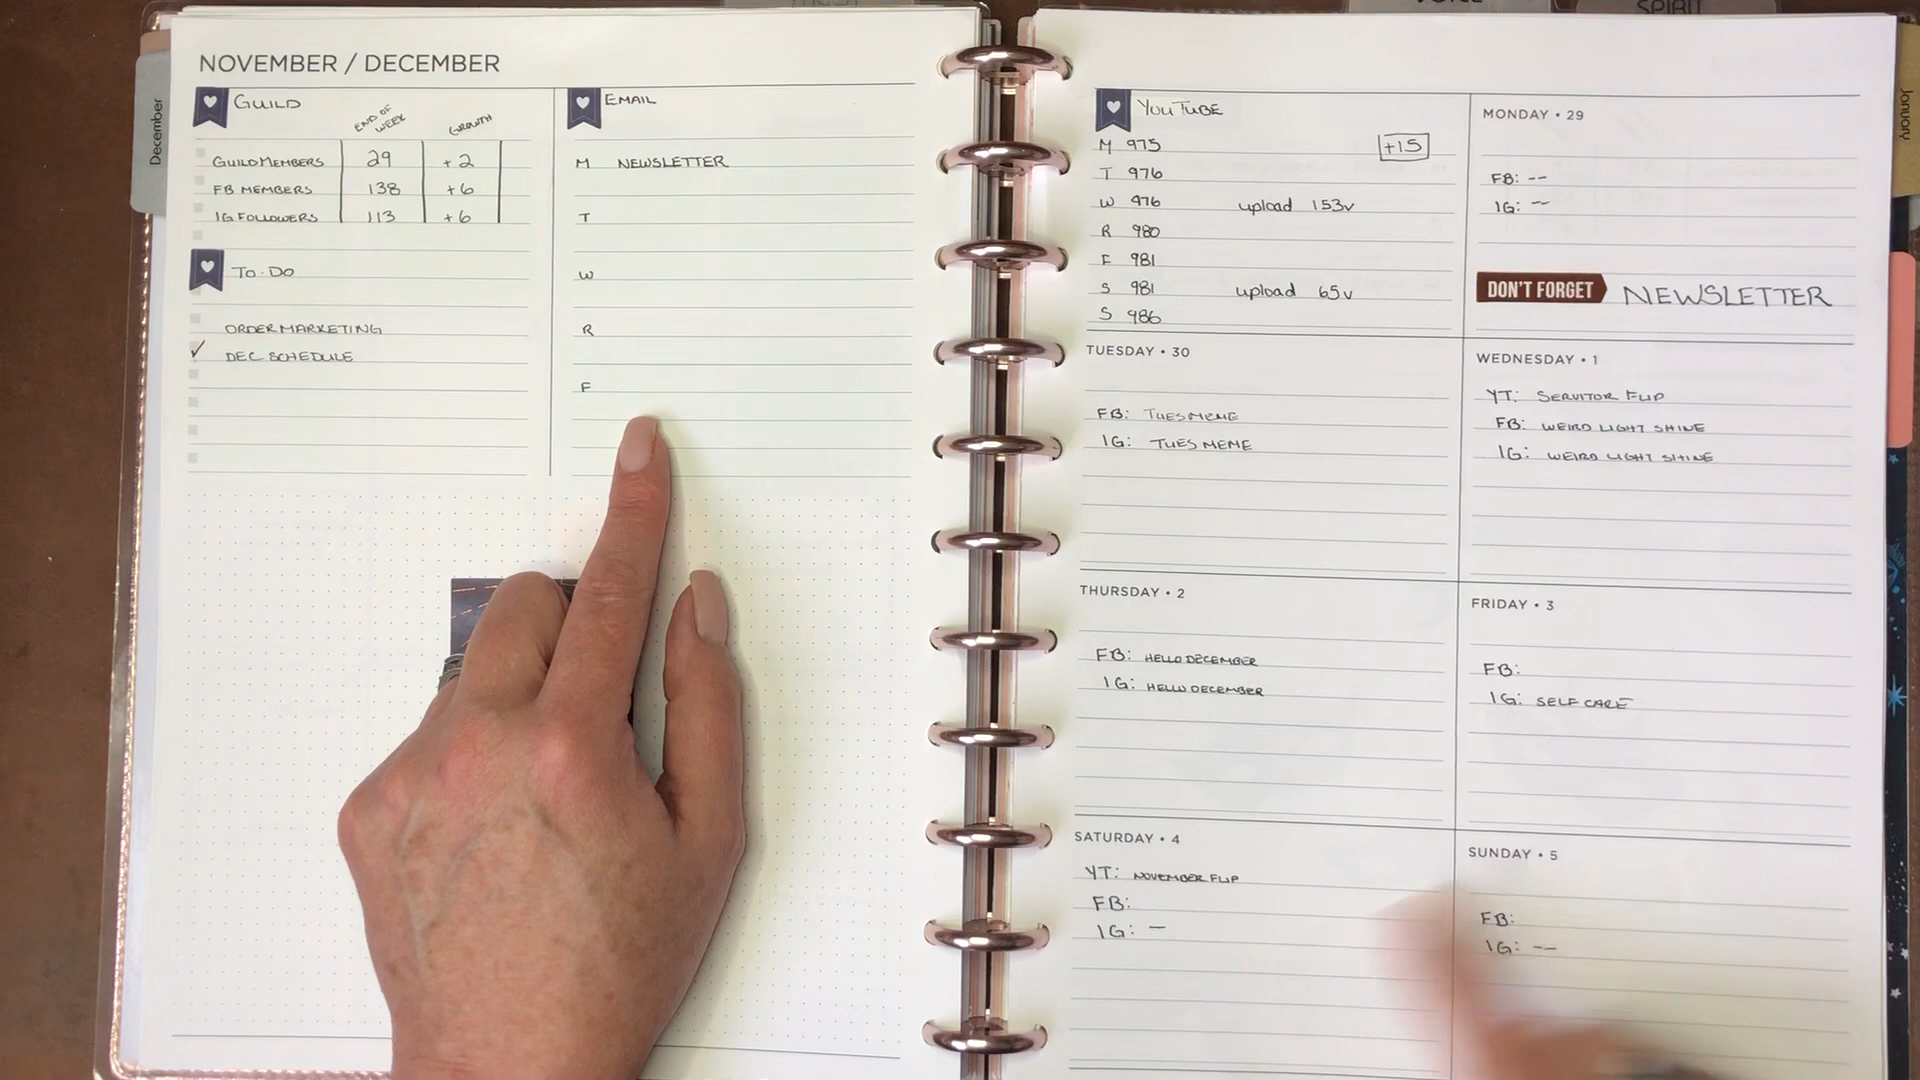 NOVEMBER / DECEMBER
December
GUILD
END OF WEEK
GROWTH
GUILD MEMBERS 29 +2
FB MEMBERS 138 +6
IG FOLLOWERS 113 +6
TO-DO
ORDER MARKETING
✓ DEC SCHEDULE
EMAIL
M NEWSLETTER
T
W
R
F
SPIRIT
January
YOUTUBE
M 975 +15
T 976
W 976 upload 153v
R 980
F 981
S 981 upload 65v
S 986
MONDAY • 29
FB: --
IG: --
DON'T FORGET NEWSLETTER
TUESDAY • 30
FB: TUES MEME
IG: TUES MEME
WEDNESDAY • 1
YT: SERVITOR FLIP
FB: WEIRD LIGHT SHINE
IG: WEIRD LIGHT SHINE
THURSDAY • 2
FB: HELLO DECEMBER
IG: HELLO DECEMBER
FRIDAY • 3
FB:
IG: SELF CARE
SATURDAY • 4
YT: NOVEMBER FLIP
FB:
IG: —
SUNDAY • 5
FB:
IG: --